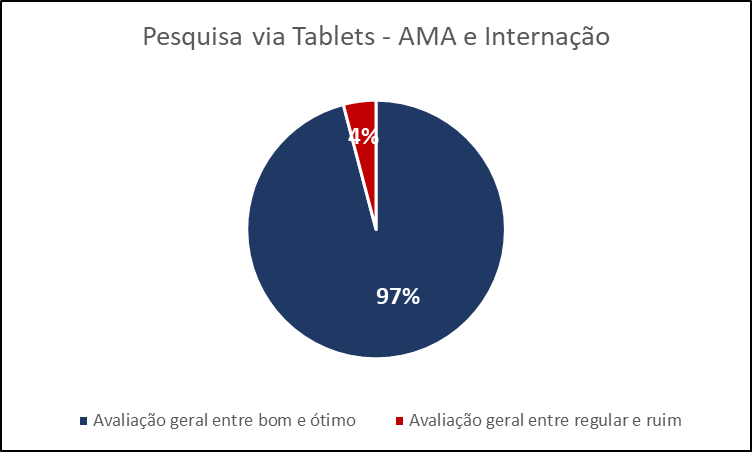 Pesquisa via Tablets - AMA e Internação
4%
97%
Avaliação geral entre bom e ótimo
Avaliação geral entre regular e ruim